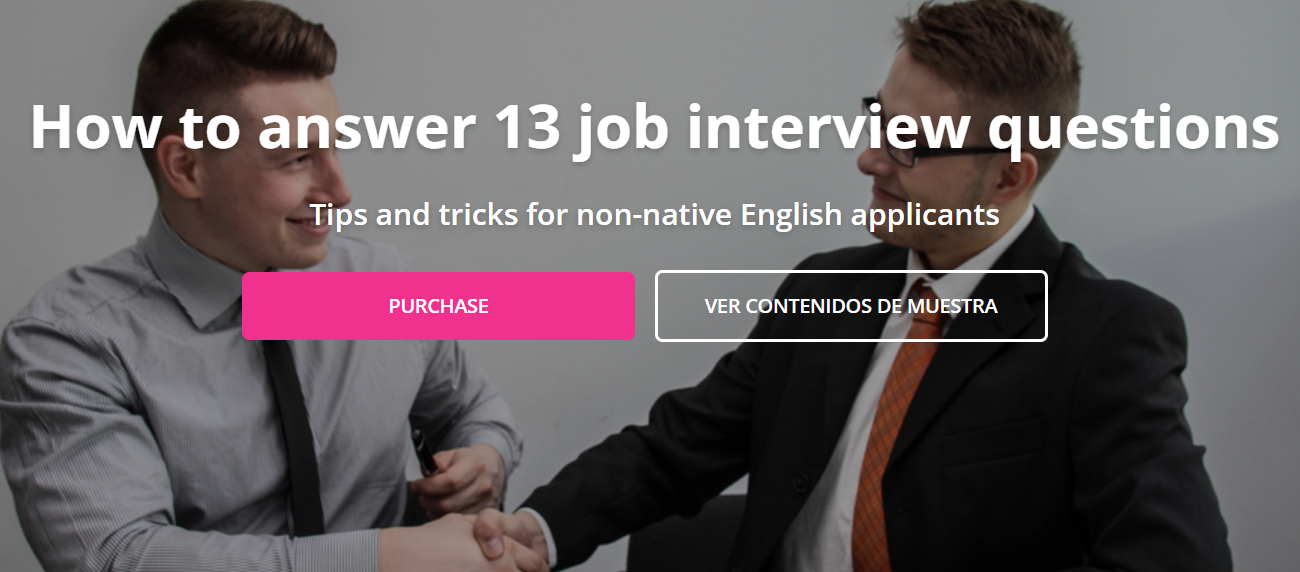 How to answer 13 job interview questions
Tips and tricks for non-native English applicants
PURCHASE
VER CONTENIDOS DE MUESTRA